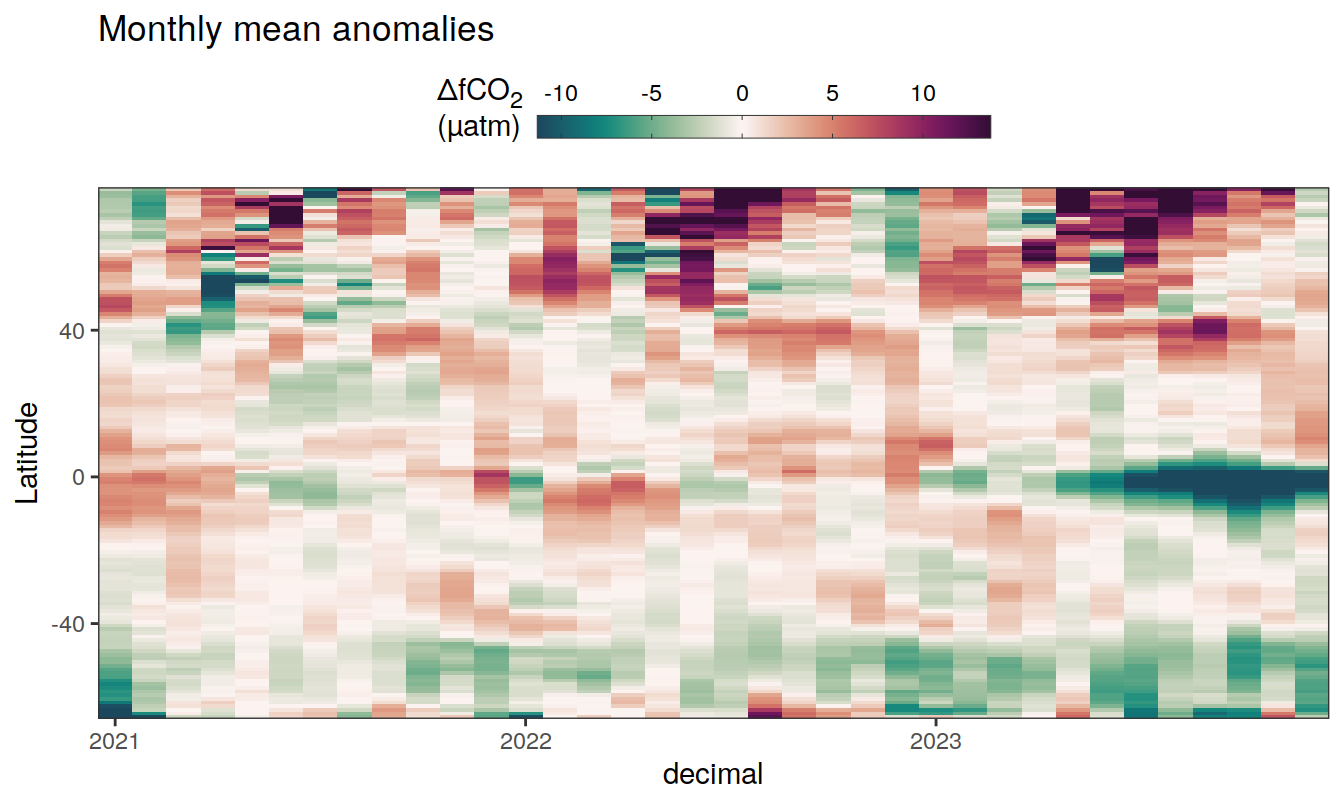 Monthly mean anomalies
ΔfCO₂
(µatm)
-10 -5 0 5 10
Latitude
40
0
-40
2021 2022 2023
decimal